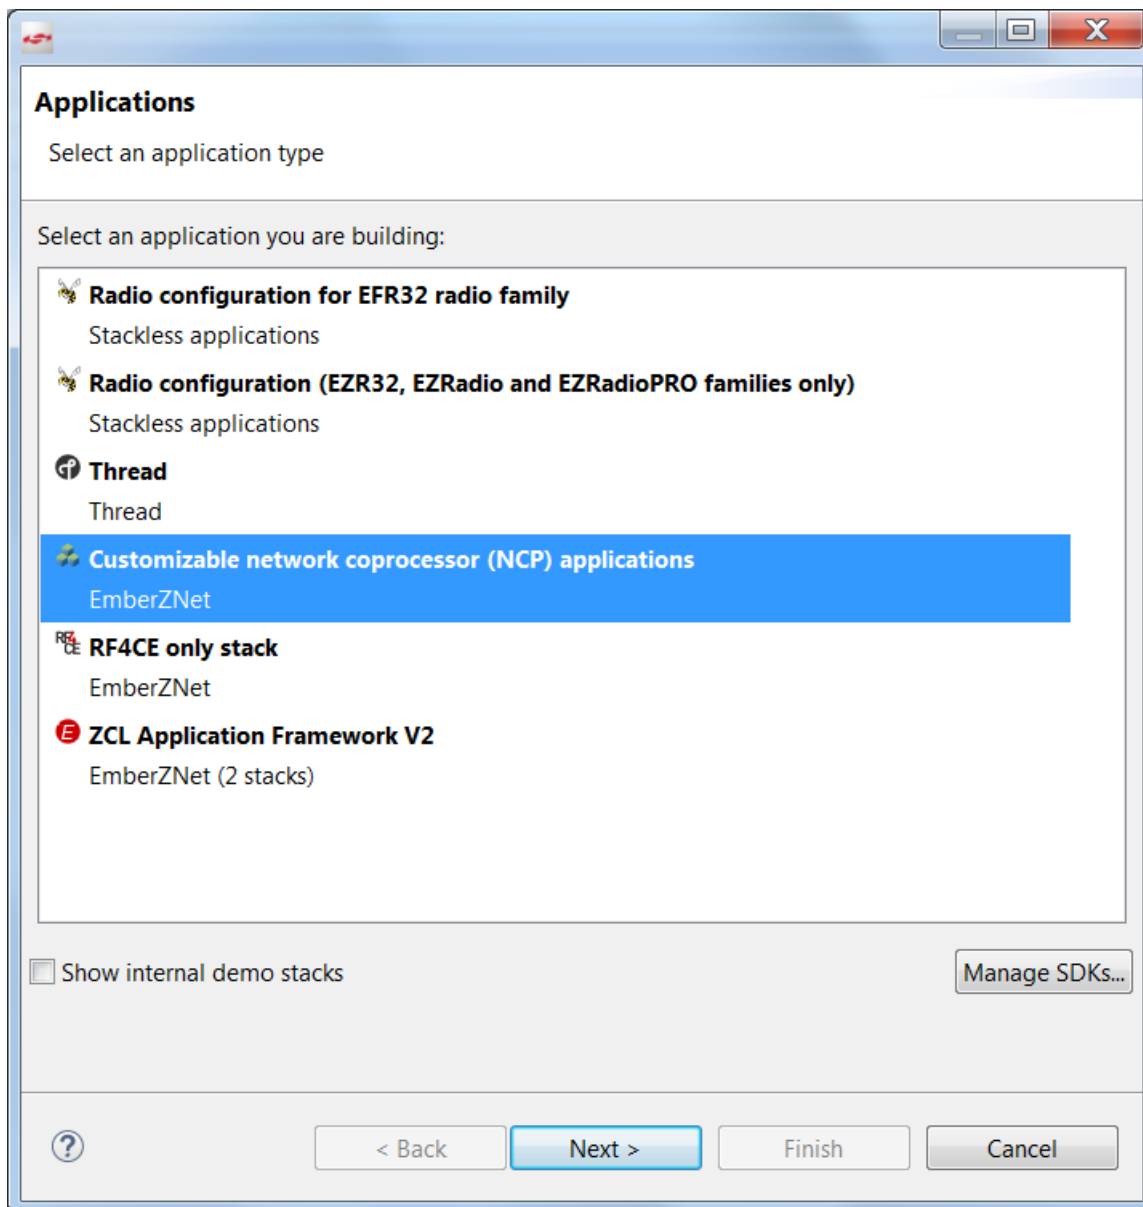 Applications
Select an application type
Select an application you are building:
Radio configuration for EFR32 radio family
Stackless applications
Radio configuration (EZR32, EZRadio and EZRadioPRO families only)
Stackless applications
Thread
Thread
Customizable network coprocessor (NCP) applications
EmberZNet
RF4CE RF4CE only stack
EmberZNet
E ZCL Application Framework V2
EmberZNet (2 stacks)
Show internal demo stacks
Manage SDKs...
? < Back Next > Finish Cancel